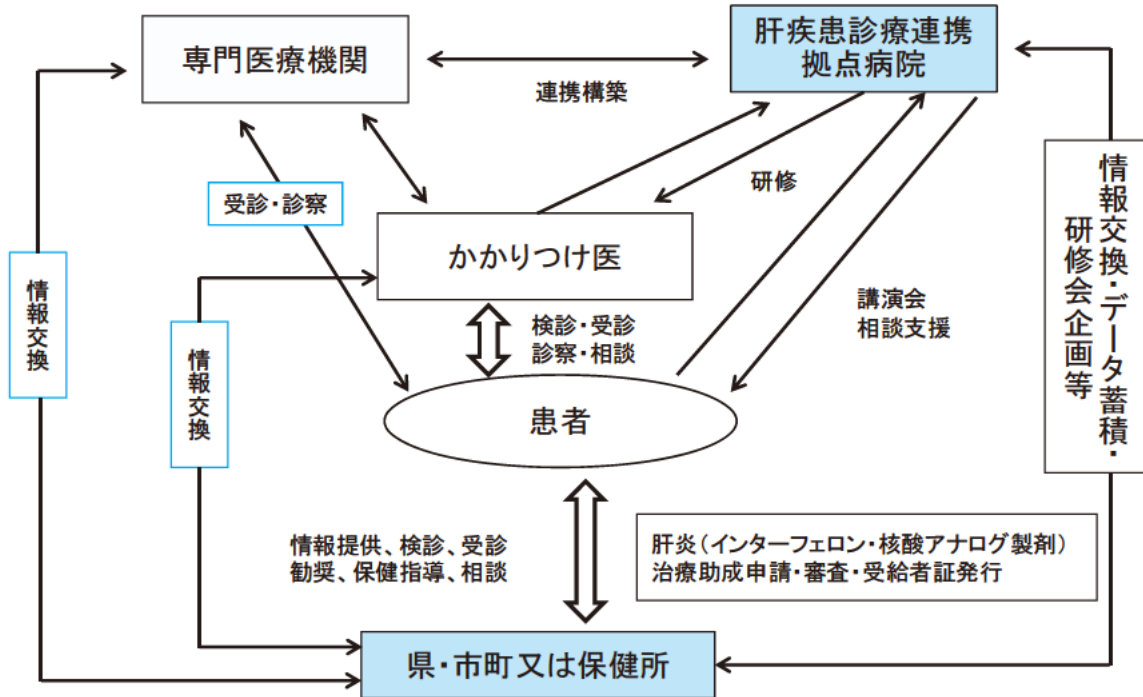 専門医療機関
肝疾患診療連携
拠点病院
連携構築
受診・診察
研修
かかりつけ医
情報交換
情報交換
検診・受診
診察・相談
講演会
相談支援
情報交換・データ蓄積・
研修会企画等
患者
情報提供、検診、受診
勧奨、保健指導、相談
肝炎(インターフェロン・核酸アナログ製剤)
治療助成申請・審査・受給者証発行
県・市町又は保健所